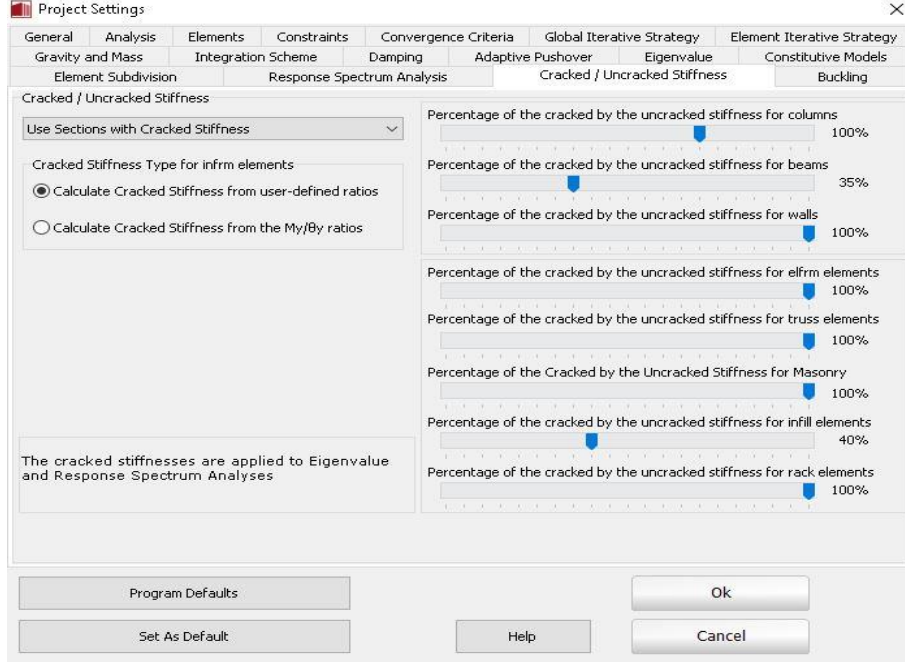 Project Settings
General Analysis Elements Constraints Convergence Criteria Global Iterative Strategy Element Iterative Strategy
Gravity and Mass Integration Scheme Damping Adaptive Pushover Eigenvalue Constitutive Models
Element Subdivision Response Spectrum Analysis Cracked / Uncracked Stiffness Buckling
Cracked / Uncracked Stiffness
Use Sections with Cracked Stiffness
Cracked Stiffness Type for infrm elements
Calculate Cracked Stiffness from user-defined ratios
Calculate Cracked Stiffness from the My/θy ratios
The cracked stiffnesses are applied to Eigenvalue
and Response Spectrum Analyses
Percentage of the cracked by the uncracked stiffness for columns
100%
Percentage of the cracked by the uncracked stiffness for beams
35%
Percentage of the cracked by the uncracked stiffness for walls
100%
Percentage of the cracked by the uncracked stiffness for elfrm elements
100%
Percentage of the cracked by the uncracked stiffness for truss elements
100%
Percentage of the Cracked by the Uncracked Stiffness for Masonry
100%
Percentage of the cracked by the uncracked stiffness for infill elements
40%
Percentage of the cracked by the uncracked stiffness for rack elements
100%
Program Defaults Ok
Set As Default Help Cancel